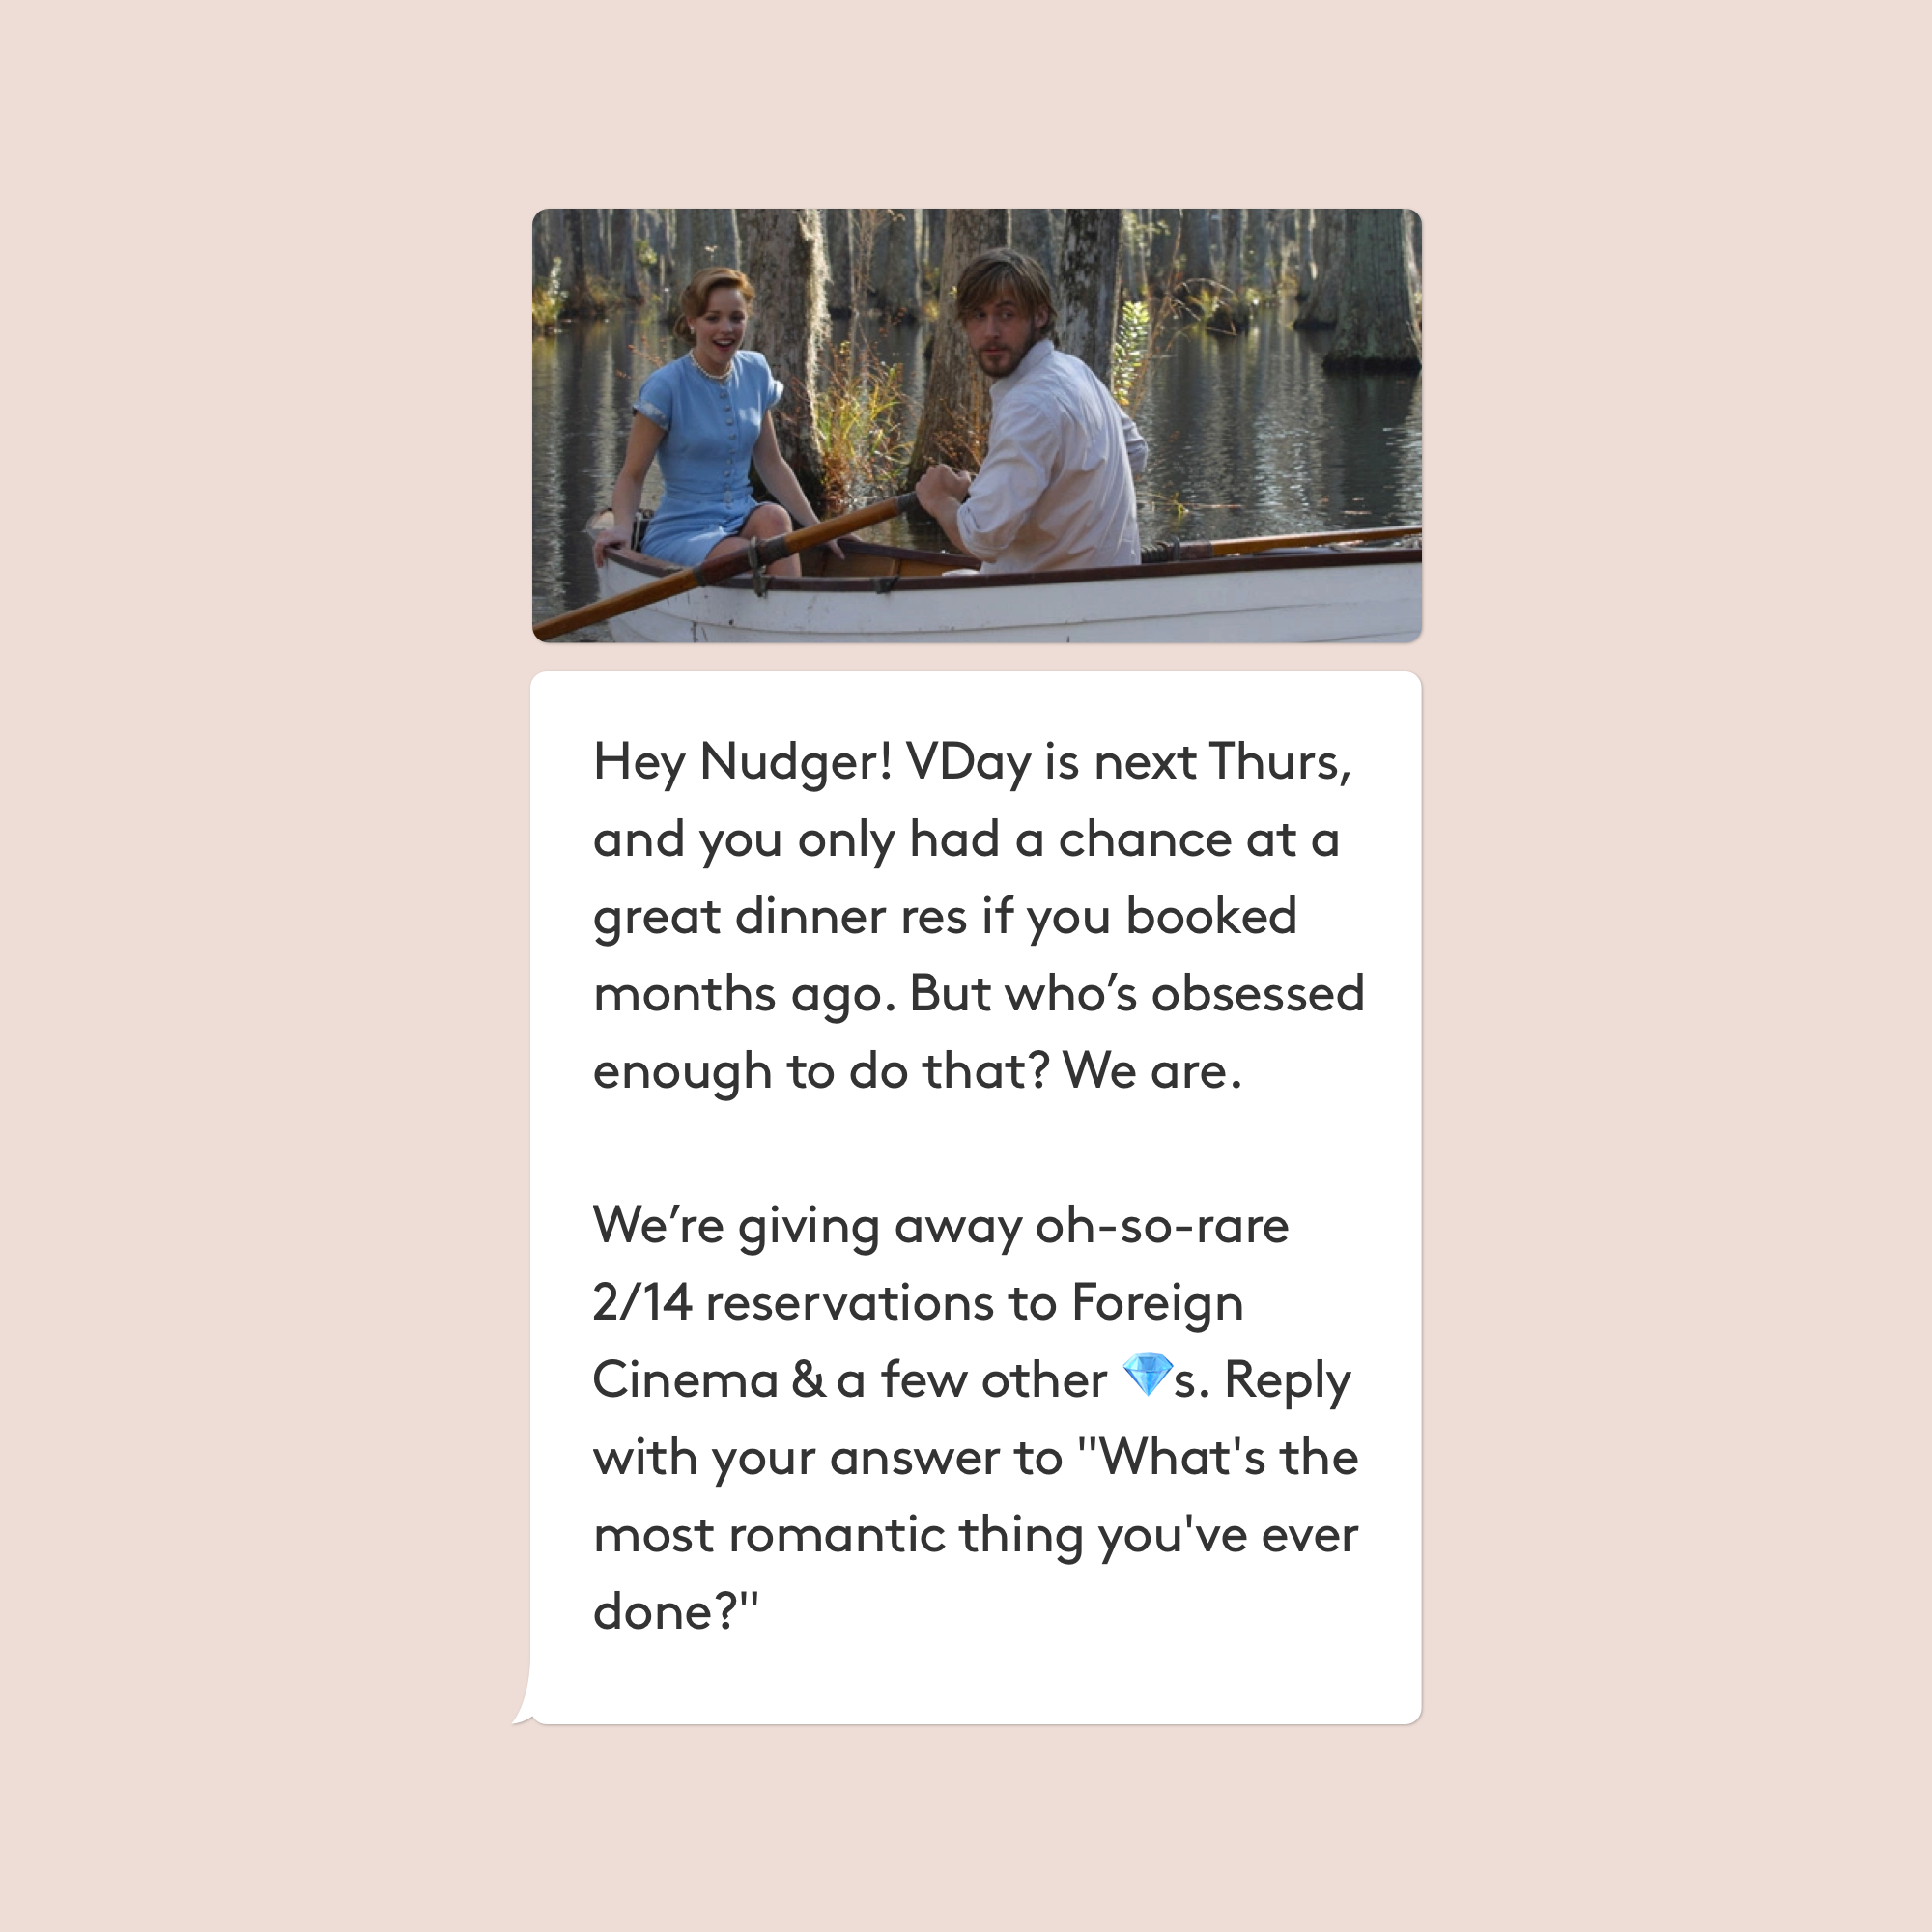 Hey Nudger! VDay is next Thurs,
and you only had a chance at a
great dinner res if you booked
months ago. But who’s obsessed
enough to do that? We are.
We’re giving away oh-so-rare
2/14 reservations to Foreign
Cinema & a few other 💎s. Reply
with your answer to "What's the
most romantic thing you've ever
done?"